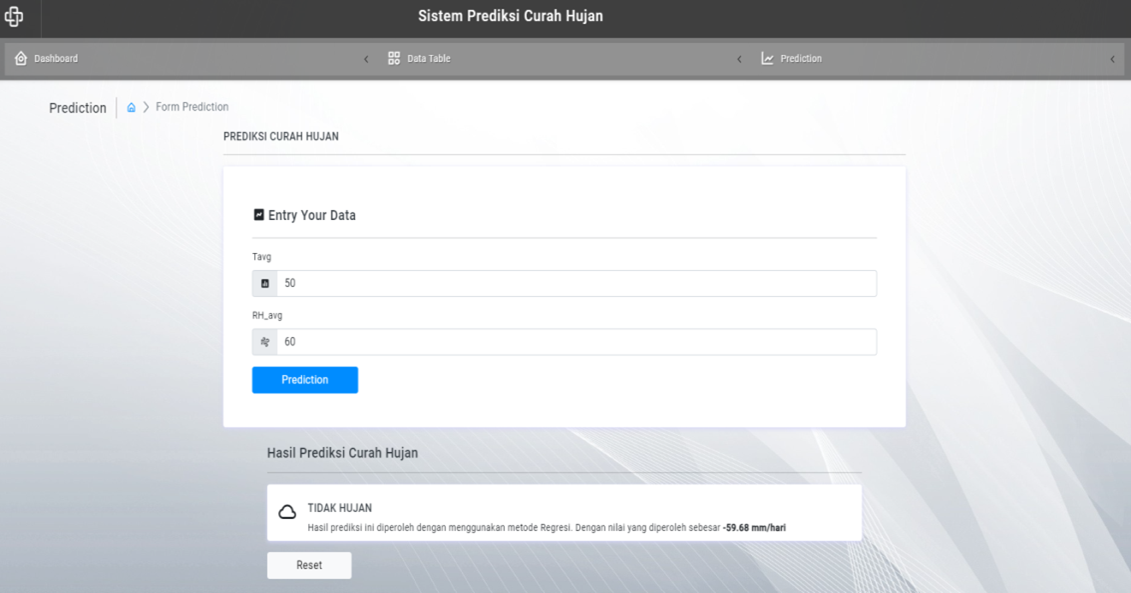 Sistem Prediksi Curah Hujan
Dashboard
Data Table
Prediction
Prediction
Form Prediction
PREDIKSI CURAH HUJAN
Entry Your Data
Tavg
50
RH_avg
60
Prediction
Hasil Prediksi Curah Hujan
TIDAK HUJAN
Hasil prediksi ini diperoleh dengan menggunakan metode Regresi. Dengan nilai yang diperoleh sebesar -59.68 mm/hari
Reset